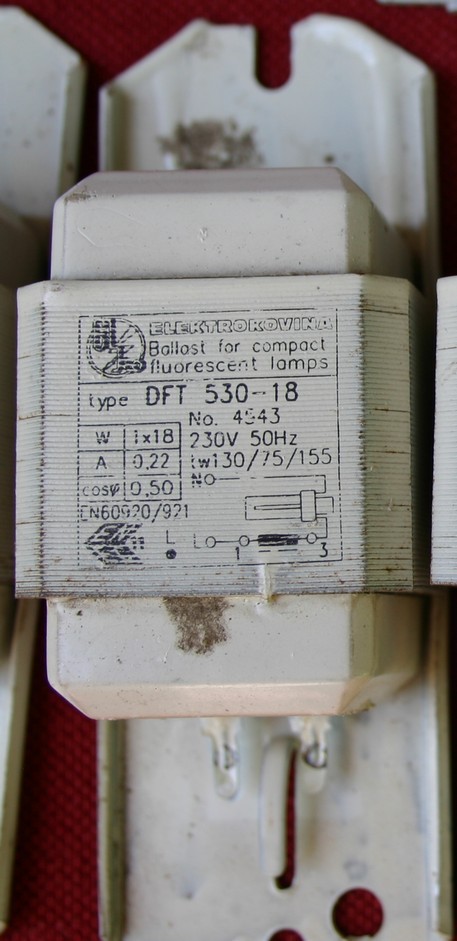 ELEKTROKOVINA
Ballast for compact
fluorescent lamps
type DFT 530-18
No. 4543
W 1x18 230V 50Hz
A 0,22 tw130/75/155
cosφ 0,50 N
EN60920/921
L L 1 3